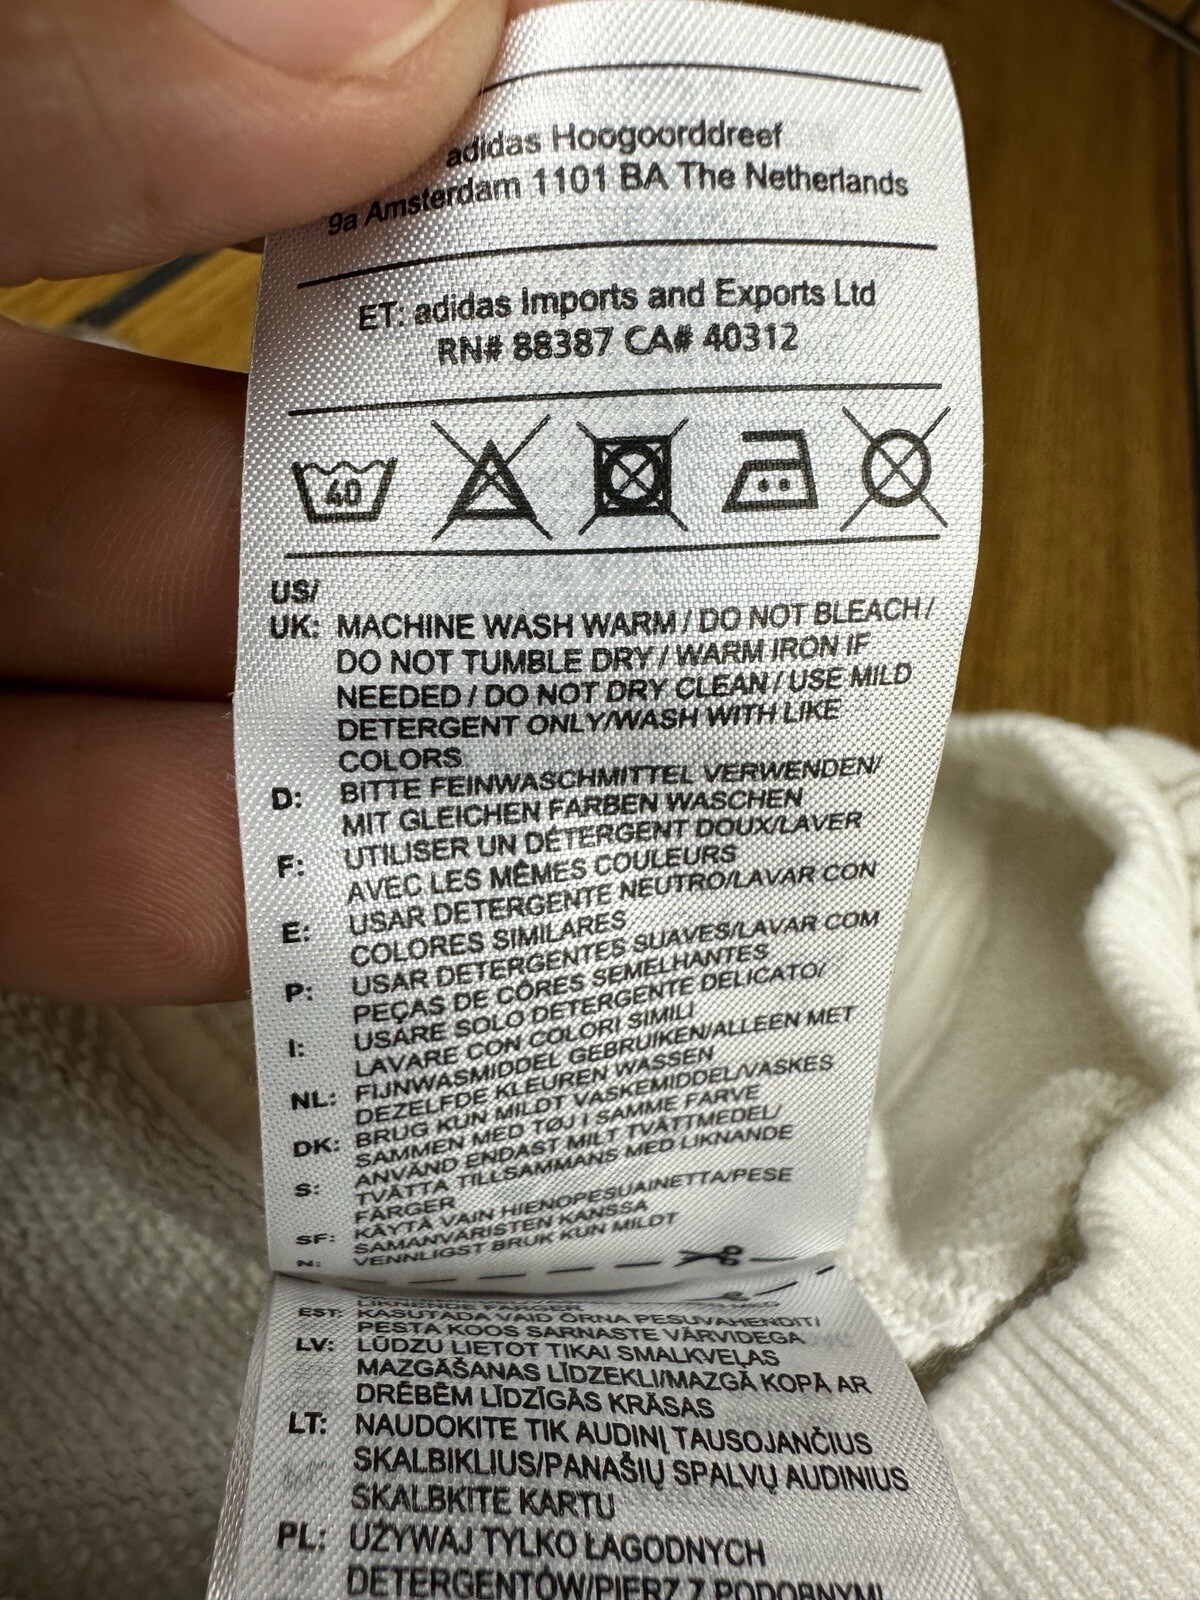 adidas Hoogoorddreef
9a Amsterdam 1101 BA The Netherlands
ET: adidas Imports and Exports Ltd
RN# 88387 CA# 40312
40
US/
UK: MACHINE WASH WARM / DO NOT BLEACH /
DO NOT TUMBLE DRY / WARM IRON IF
NEEDED / DO NOT DRY CLEAN / USE MILD
DETERGENT ONLY/WASH WITH LIKE
COLORS
D: BITTE FEINWASCHMITTEL VERWENDEN/
MIT GLEICHEN FARBEN WASCHEN
F: UTILISER UN DÉTERGENT DOUX/LAVER
AVEC LES MÊMES COULEURS
E: USAR DETERGENTE NEUTRO/LAVAR CON
COLORES SIMILARES
P: USAR DETERGENTES SUAVES/LAVAR COM
PEÇAS DE CÔRES SEMELHANTES
I: USARE SOLO DETERGENTE DELICATO/
LAVARE CON COLORI SIMILI
NL: FIJNWASMIDDEL GEBRUIKEN/ALLEEN MET
DEZELFDE KLEUREN WASSEN
DK: BRUG KUN MILDT VASKEMIDDEL/VASKES
SAMMEN MED TØJ I SAMME FARVE
S: ANVÄND ENDAST MILT TVÄTTMEDEL/
TVÄTTA TILLSAMMANS MED LIKNANDE
FÄRGER
SF: KÄYTÄ VAIN HIENOPESUAINETTA/PESE
SAMANVÄRISTEN KANSSA
N: VENNLIGST BRUK KUN MILDT
LIKNENDE FARGER
EST: KASUTADA VAID ÕRNA PESUVAHENDIT/
PESTA KOOS SARNASTE VÄRVIDEGA
LV: LŪDZU LIETOT TIKAI SMALKVEĻAS
MAZGĀŠANAS LĪDZEKLI/MAZGĀ KOPĀ AR
DRĒBĒM LĪDZĪGĀS KRĀSAS
LT: NAUDOKITE TIK AUDINĮ TAUSOJANČIUS
SKALBIKLIUS/PANAŠIŲ SPALVŲ AUDINIUS
SKALBKITE KARTU
PL: UŻYWAJ TYLKO ŁAGODNYCH
DETERGENTÓW/PIERZ Z PODOBNYMI